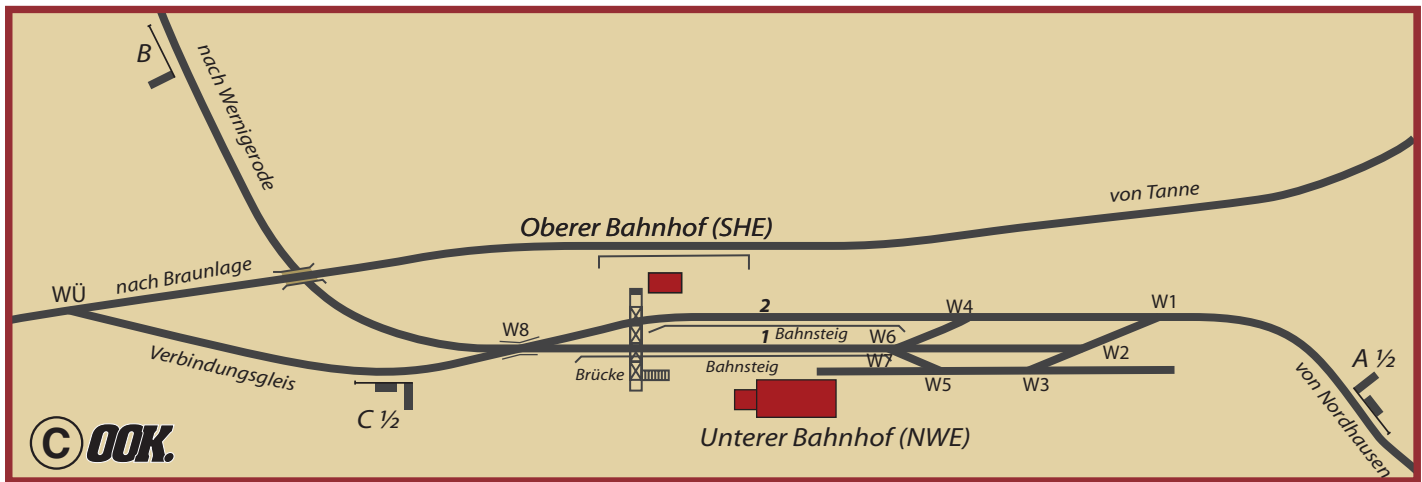 B
nach Wernigerode
von Tanne
Oberer Bahnhof (SHE)
nach Braunlage
WÜ
2
W4
W1
W8
1 Bahnsteig
W6
W2
Verbindungsgleis
Brücke
Bahnsteig
W7
W5
W3
A ½
von Nordhausen
C ½
Unterer Bahnhof (NWE)
C OOK.